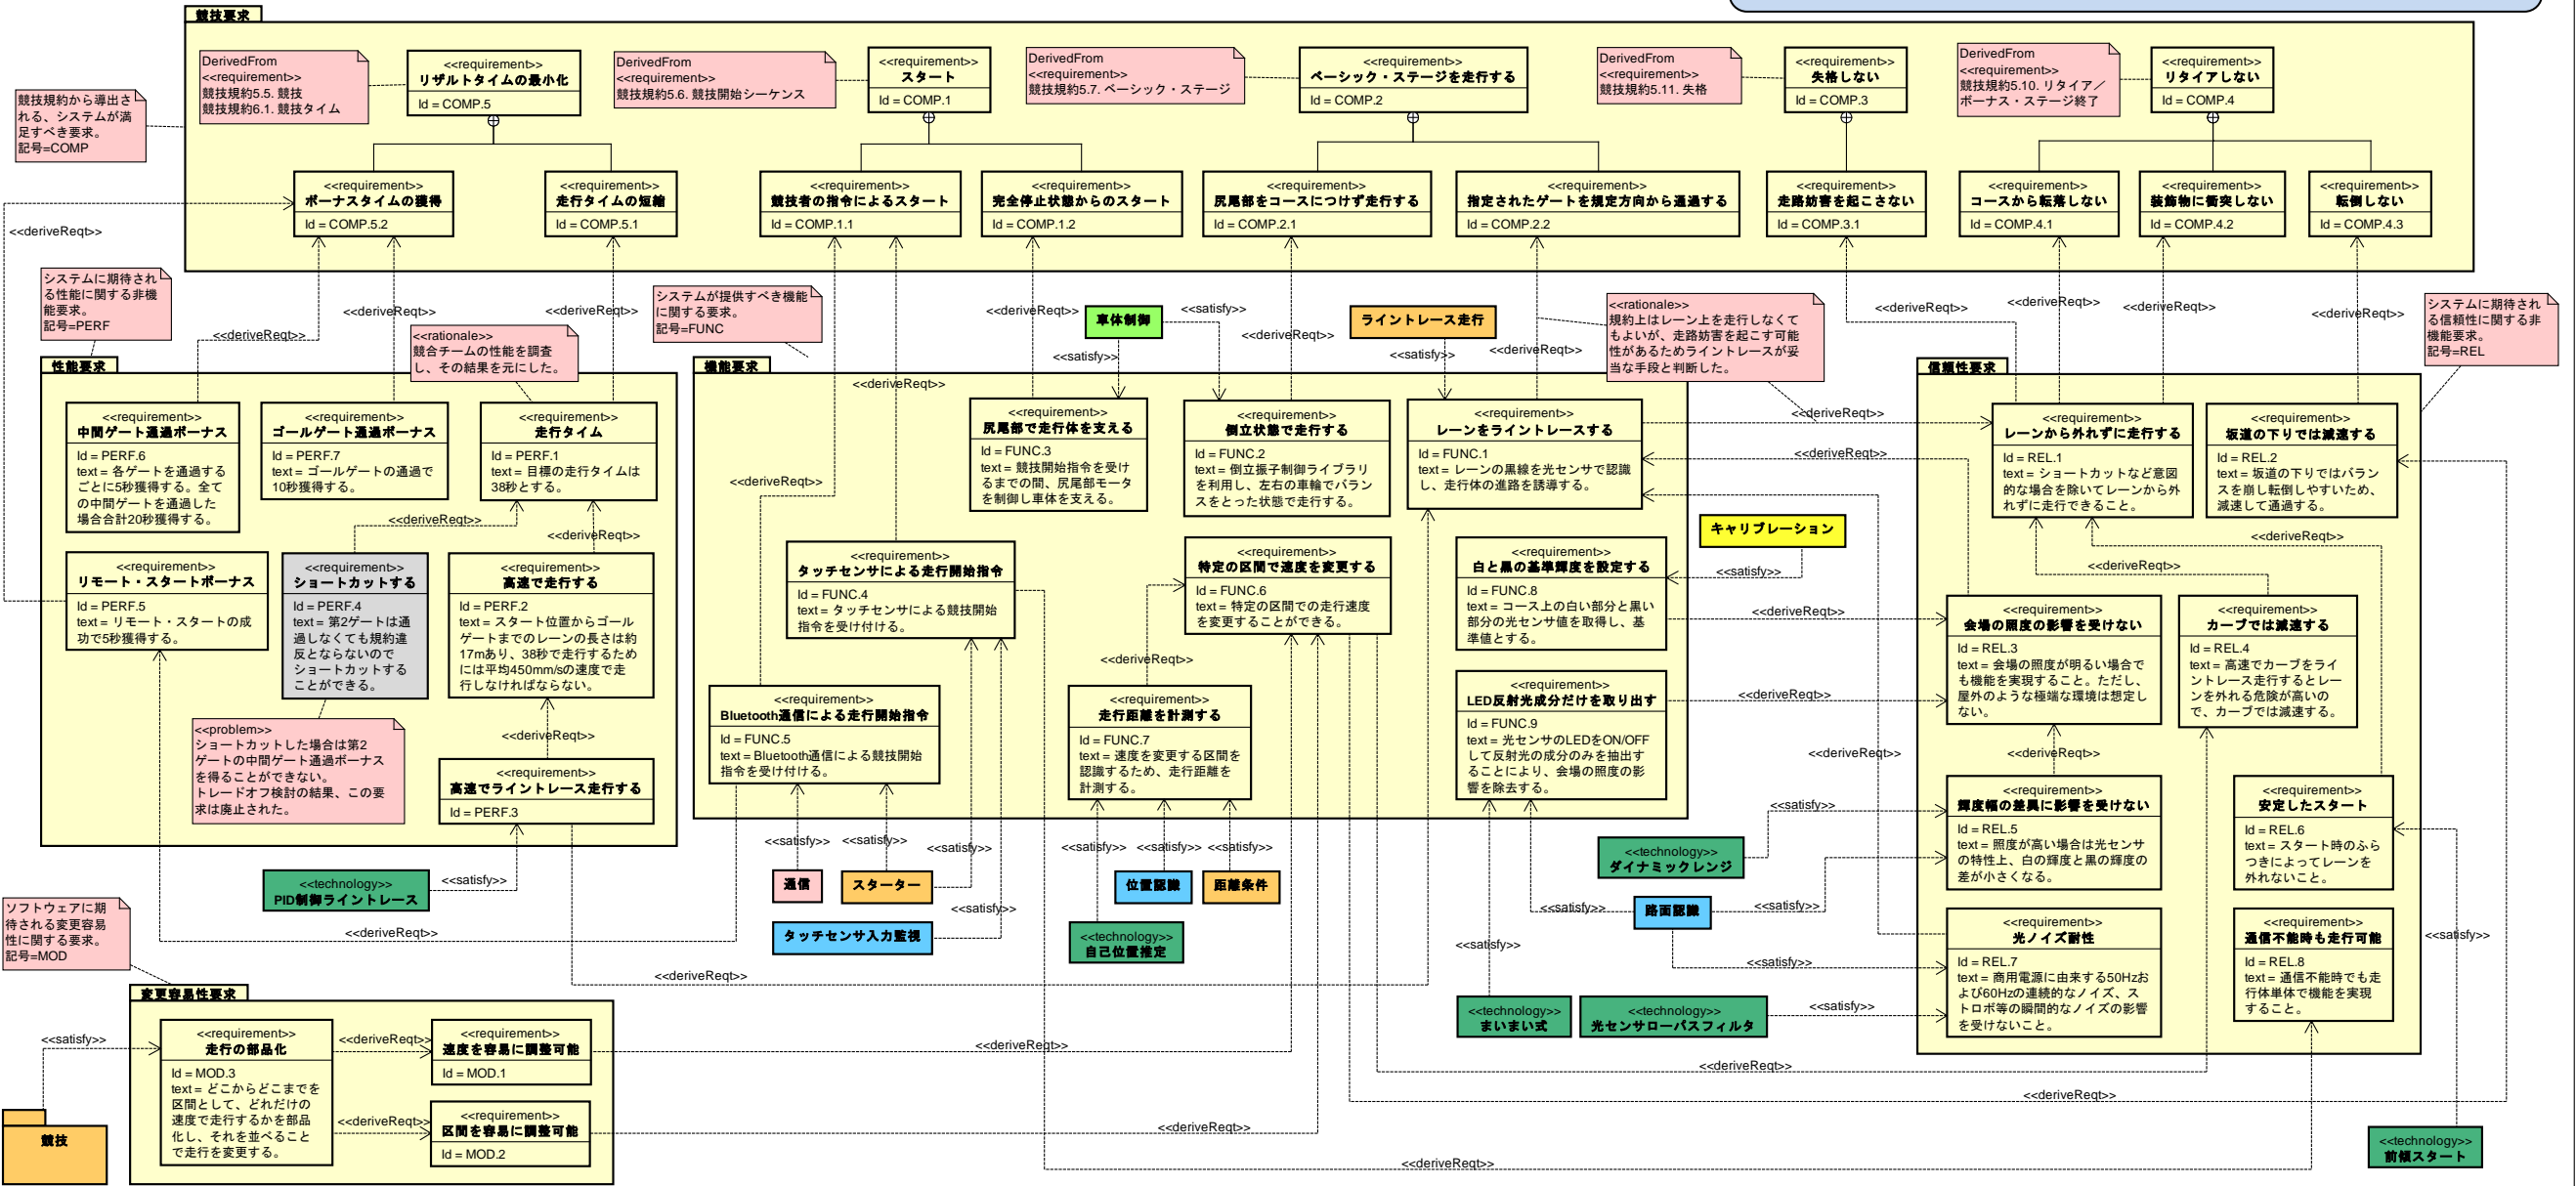 競技要求
DerivedFrom
<<requirement>>
競技規約5.5. 競技
競技規約6.1. 競技タイム
<<requirement>>
リザルトタイムの最小化
Id = COMP.5
DerivedFrom
<<requirement>>
競技規約5.6. 競技開始シーケンス
<<requirement>>
スタート
Id = COMP.1
DerivedFrom
<<requirement>>
競技規約5.7. ベーシック・ステージ
<<requirement>>
ベーシック・ステージを走行する
Id = COMP.2
DerivedFrom
<<requirement>>
競技規約5.11. 失格
<<requirement>>
失格しない
Id = COMP.3
DerivedFrom
<<requirement>>
競技規約5.10. リタイア／
ボーナス・ステージ終了
<<requirement>>
リタイアしない
Id = COMP.4
競技規約から導出さ
れる、システムが満
足すべき要求。
記号=COMP
<<requirement>>
ボーナスタイムの獲得
Id = COMP.5.2
<<requirement>>
走行タイムの短縮
Id = COMP.5.1
<<requirement>>
競技者の指令によるスタート
Id = COMP.1.1
<<requirement>>
完全停止状態からのスタート
Id = COMP.1.2
<<requirement>>
尻尾部をコースにつけず走行する
Id = COMP.2.1
<<requirement>>
指定されたゲートを規定方向から通過する
Id = COMP.2.2
<<requirement>>
走路妨害を起こさない
Id = COMP.3.1
<<requirement>>
コースから転落しない
Id = COMP.4.1
<<requirement>>
装飾物に衝突しない
Id = COMP.4.2
<<requirement>>
転倒しない
Id = COMP.4.3
<<deriveReqt>>
システムに期待され
る性能に関する非機
能要求。
記号=PERF
<<deriveReqt>>
<<deriveReqt>>
<<deriveReqt>>
<<rationale>>
競合チームの性能を調査
し、その結果を元にした。
システムが提供すべき機能
に関する要求。
記号=FUNC
<<deriveReqt>>
<<deriveReqt>>
車体制御
<<satisfy>>
<<satisfy>>
<<deriveReqt>>
ライントレース走行
<<satisfy>>
<<deriveReqt>>
<<rationale>>
規約上はレーン上を走行しなくて
もよいが、走路妨害を起こす可能
性があるためライントレースが妥
当な手段と判断した。
<<deriveReqt>>
<<deriveReqt>>
<<deriveReqt>>
<<deriveReqt>>
システムに期待され
る信頼性に関する非
機能要求。
記号=REL
性能要求
<<requirement>>
中間ゲート通過ボーナス
Id = PERF.6
text = 各ゲートを通過する
ごとに5秒獲得する。全て
の中間ゲートを通過した
場合合計20秒獲得する。
<<requirement>>
ゴールゲート通過ボーナス
Id = PERF.7
text = ゴールゲートの通過で
10秒獲得する。
<<requirement>>
走行タイム
Id = PERF.1
text = 目標の走行タイムは
38秒とする。
<<deriveReqt>>
<<deriveReqt>>
<<requirement>>
リモート・スタートボーナス
Id = PERF.5
text = リモート・スタートの成
功で5秒獲得する。
<<requirement>>
ショートカットする
Id = PERF.4
text = 第2ゲートは通
過しなくても規約違
反とならないので
ショートカットする
ことができる。
<<requirement>>
高速で走行する
Id = PERF.2
text = スタート位置からゴール
ゲートまでのレーンの長さは約
17mあり、38秒で走行するため
には平均450mm/sの速度で走
行しなければならない。
<<problem>>
ショートカットした場合は第2
ゲートの中間ゲート通過ボーナス
を得ることができない。
トレードオフ検討の結果、この要
求は廃止された。
<<deriveReqt>>
<<requirement>>
高速でライントレース走行する
Id = PERF.3
<<technology>>
PID制御ライントレース
<<satisfy>>
<<deriveReqt>>
<<deriveReqt>>
機能要求
<<requirement>>
尻尾部で走行体を支える
Id = FUNC.3
text = 競技開始指令を受け
るまでの間、尻尾部モータ
を制御し車体を支える。
<<requirement>>
倒立状態で走行する
Id = FUNC.2
text = 倒立振子制御ライブラリ
を利用し、左右の車輪でバラン
スをとった状態で走行する。
<<requirement>>
レーンをライントレースする
Id = FUNC.1
text = レーンの黒線を光センサで認識
し、走行体の進路を誘導する。
<<deriveReqt>>
<<requirement>>
タッチセンサによる走行開始指令
Id = FUNC.4
text = タッチセンサによる競技開始
指令を受け付ける。
<<requirement>>
特定の区間で速度を変更する
Id = FUNC.6
text = 特定の区間での走行速度
を変更することができる。
<<requirement>>
白と黒の基準輝度を設定する
Id = FUNC.8
text = コース上の白い部分と黒い
部分の光センサ値を取得し、基
準値とする。
キャリブレーション
<<satisfy>>
<<deriveReqt>>
<<deriveReqt>>
<<requirement>>
Bluetooth通信による走行開始指令
Id = FUNC.5
text = Bluetooth通信による競技開始
指令を受け付ける。
<<requirement>>
走行距離を計測する
Id = FUNC.7
text = 速度を変更する区間を
認識するため、走行距離を
計測する。
<<requirement>>
LED反射光成分だけを取り出す
Id = FUNC.9
text = 光センサのLEDをON/OFF
して反射光の成分のみを抽出す
ることにより、会場の照度の影
響を除去する。
<<deriveReqt>>
<<deriveReqt>>
<<satisfy>>
<<satisfy>>
<<satisfy>>
<<satisfy>>
<<satisfy>>
<<satisfy>>
<<satisfy>>
通信
スターター
タッチセンサ入力監視
位置認識
距離条件
<<technology>>
自己位置推定
<<technology>>
ダイナミックレンジ
<<satisfy>>
路面認識
<<satisfy>>
<<satisfy>>
<<satisfy>>
<<satisfy>>
<<technology>>
まいまい式
<<technology>>
光センサローパスフィルタ
<<satisfy>>
信頼性要求
<<deriveReqt>>
<<deriveReqt>>
<<requirement>>
レーンから外れずに走行する
Id = REL.1
text = ショートカットなど意図
的な場合を除いてレーンから外
れずに走行できること。
<<requirement>>
坂道の下りでは減速する
Id = REL.2
text = 坂道の下りではバラン
スを崩し転倒しやすいため、
減速して通過する。
<<deriveReqt>>
<<deriveReqt>>
<<requirement>>
会場の照度の影響を受けない
Id = REL.3
text = 会場の照度が明るい場合で
も機能を実現すること。ただし、
屋外のような極端な環境は想定し
ない。
<<requirement>>
カーブでは減速する
Id = REL.4
text = 高速でカーブをライ
ントレース走行するとレー
ンを外れる危険が高いの
で、カーブでは減速する。
<<deriveReqt>>
<<requirement>>
輝度幅の差異に影響を受けない
Id = REL.5
text = 照度が高い場合は光センサ
の特性上、白の輝度と黒の輝度の
差が小さくなる。
<<requirement>>
安定したスタート
Id = REL.6
text = スタート時のふら
つきによってレーンを
外れないこと。
<<requirement>>
光ノイズ耐性
Id = REL.7
text = 商用電源に由来する50Hzお
よび60Hzの連続的なノイズ、ス
トロボ等の瞬間的なノイズの影響
を受けないこと。
<<requirement>>
通信不能時も走行可能
Id = REL.8
text = 通信不能時でも走
行体単体で機能を実現
すること。
<<satisfy>>
<<technology>>
前傾スタート
ソフトウェアに期
待される変更容易
性に関する要求。
記号=MOD
変更容易性要求
<<satisfy>>
競技
<<requirement>>
走行の部品化
Id = MOD.3
text = どこからどこまでを
区間として、どれだけの
速度で走行するかを部品
化し、それを並べること
で走行を変更する。
<<deriveReqt>>
<<deriveReqt>>
<<requirement>>
速度を容易に調整可能
Id = MOD.1
<<requirement>>
区間を容易に調整可能
Id = MOD.2
<<deriveReqt>>
<<deriveReqt>>
<<deriveReqt>>
<<deriveReqt>>
<<deriveReqt>>